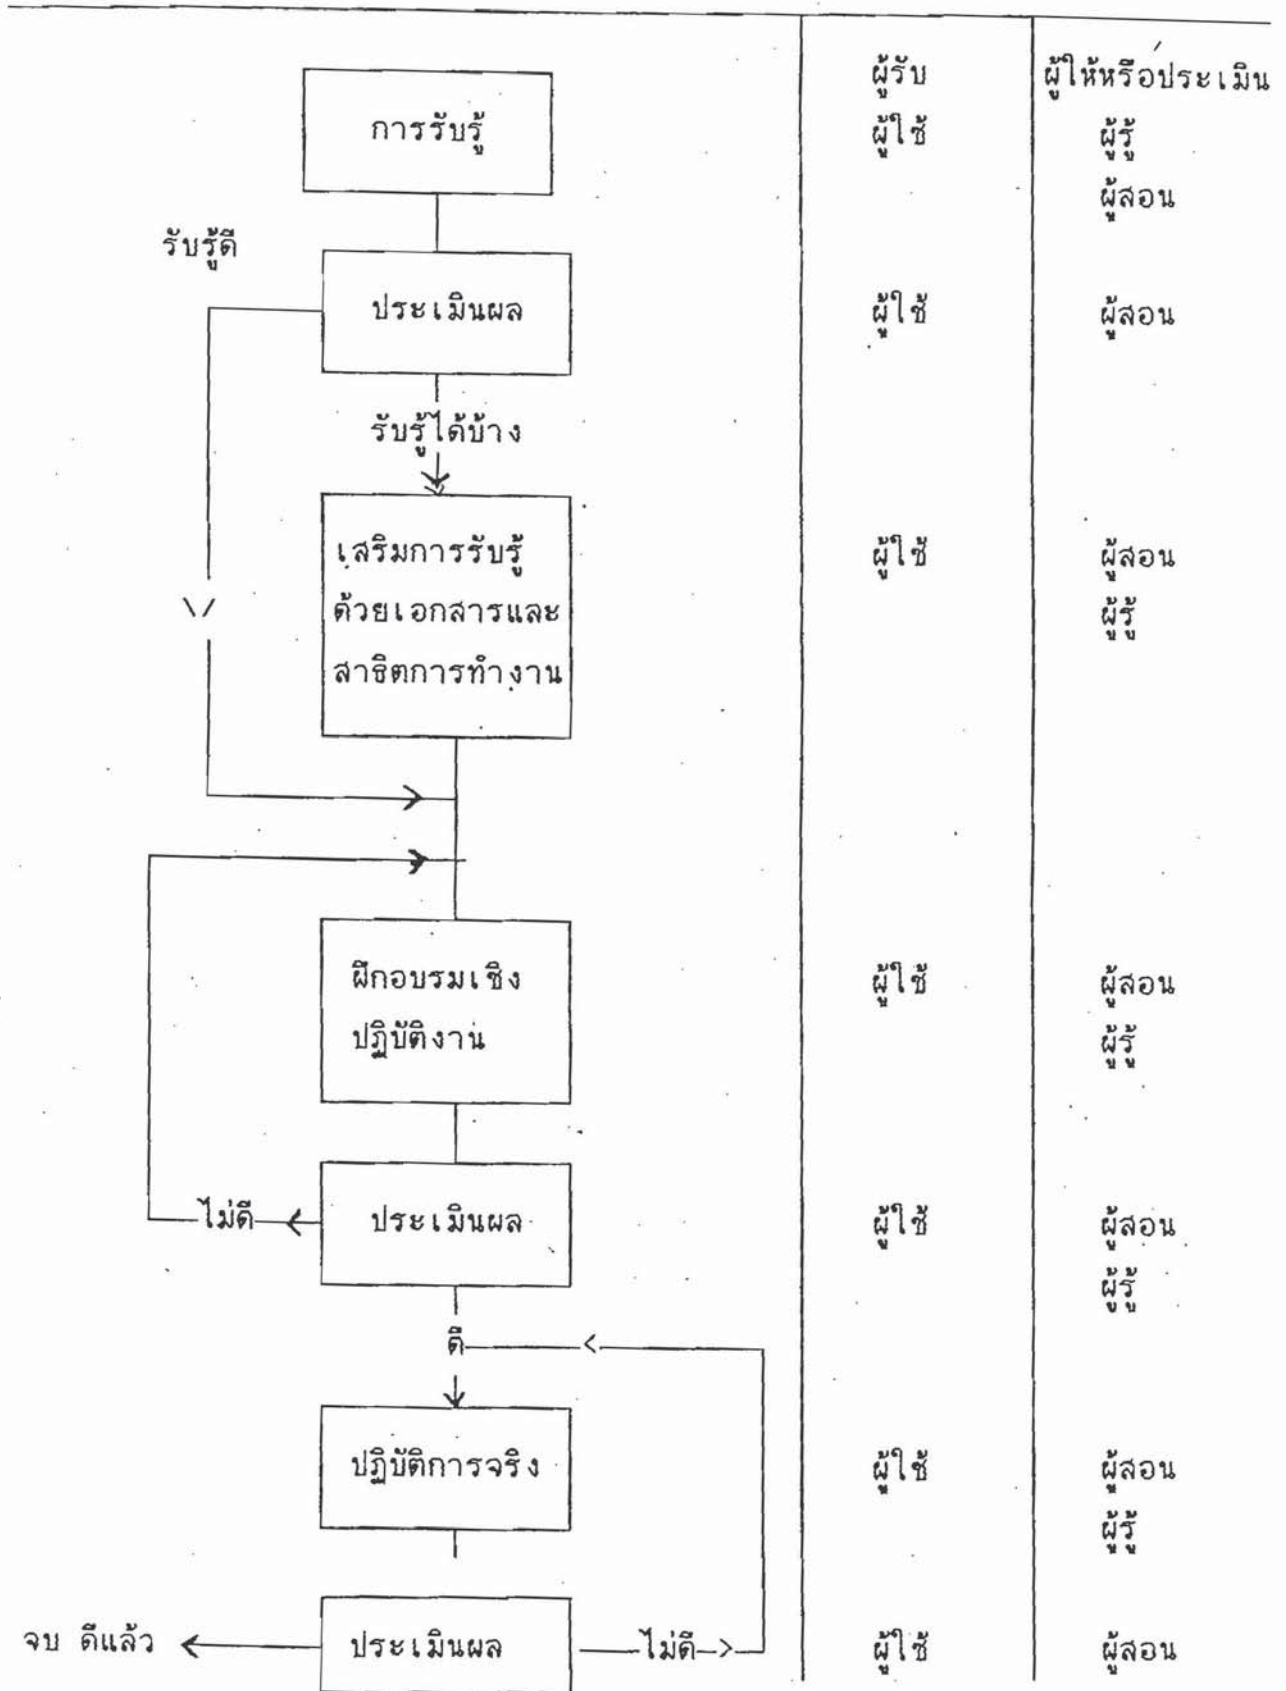 ผู้รับ ผู้ให้หรือประเมิน
การรับรู้ ผู้ใช้ ผู้รู้
ผู้สอน
รับรู้ดี
ประเมินผล ผู้ใช้ ผู้สอน
รับรู้ได้บ้าง
เสริมการรับรู้ ผู้ใช้ ผู้สอน
ด้วยเอกสารและ ผู้รู้
สาธิตการทำงาน
ฝึกอบรมเชิง ผู้ใช้ ผู้สอน
ปฏิบัติงาน ผู้รู้
ไม่ดี ประเมินผล ผู้ใช้ ผู้สอน
ผู้รู้
ดี
ปฏิบัติการจริง ผู้ใช้ ผู้สอน
ผู้รู้
จบ ดีแล้ว ประเมินผล ไม่ดี ผู้ใช้ ผู้สอน